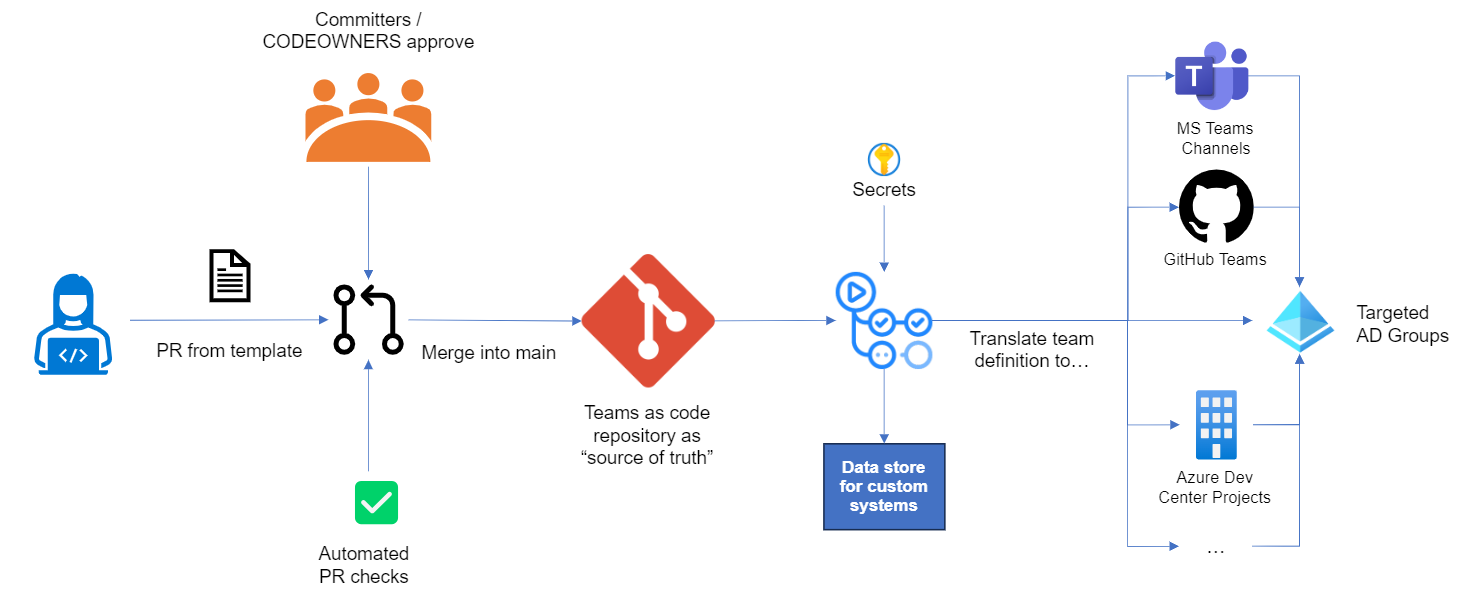 Committers /
CODEOWNERS approve
PR from template
Merge into main
Automated
PR checks
Teams as code
repository as
“source of truth”
Secrets
Data store
for custom
systems
Translate team
definition to…
T
MS Teams
Channels
GitHub Teams
Targeted
AD Groups
Azure Dev
Center Projects
…